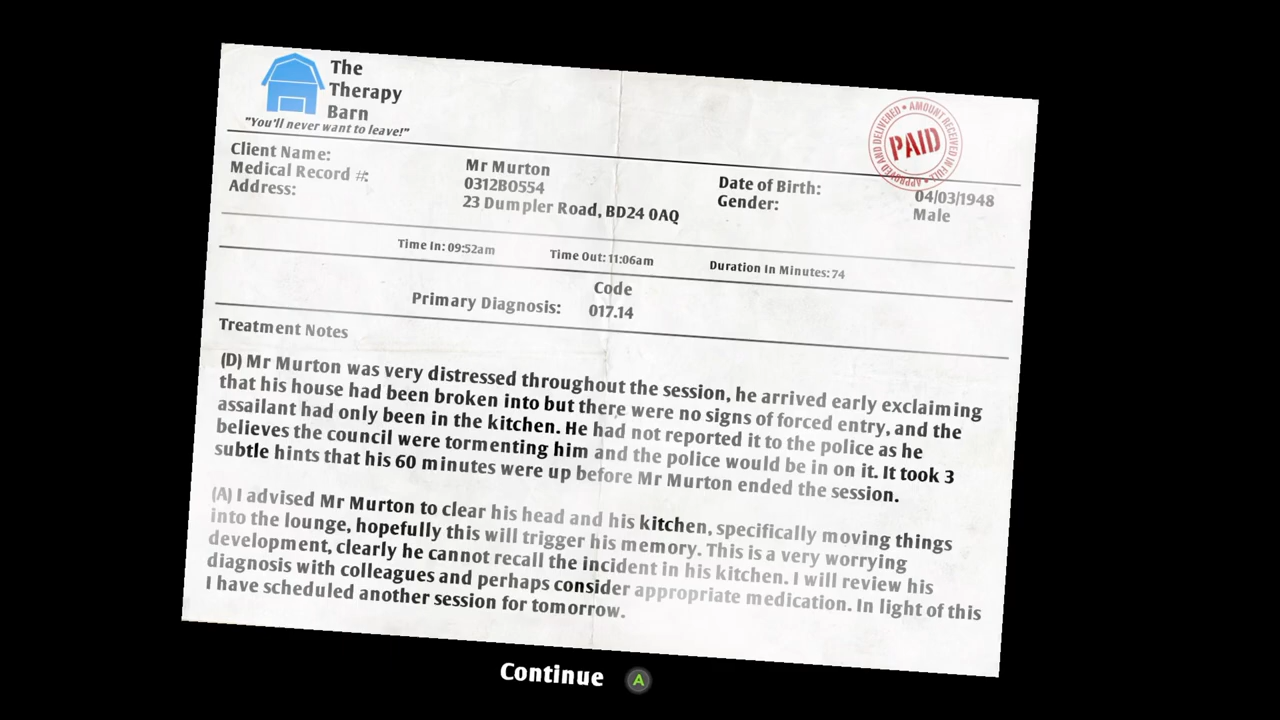 The
Therapy
Barn
"You'll never want to leave!"
APPROVED AND DELIVERED • AMOUNT RECEIVED IN FULL •
PAID
Client Name: Mr Murton Date of Birth: 04/03/1948
Medical Record #: 0312B0554 Gender: Male
Address: 23 Dumpler Road, BD24 0AQ
Time In: 09:52am Time Out: 11:06am Duration In Minutes: 74
Code
Primary Diagnosis: 017.14
Treatment Notes
(D) Mr Murton was very distressed throughout the session, he arrived early exclaiming
that his house had been broken into but there were no signs of forced entry, and the
assailant had only been in the kitchen. He had not reported it to the police as he
believes the council were tormenting him and the police would be in on it. It took 3
subtle hints that his 60 minutes were up before Mr Murton ended the session.
(A) I advised Mr Murton to clear his head and his kitchen, specifically moving things
into the lounge, hopefully this will trigger his memory. This is a very worrying
development, clearly he cannot recall the incident in his kitchen. I will review his
diagnosis with colleagues and perhaps consider appropriate medication. In light of this
I have scheduled another session for tomorrow.
Continue A